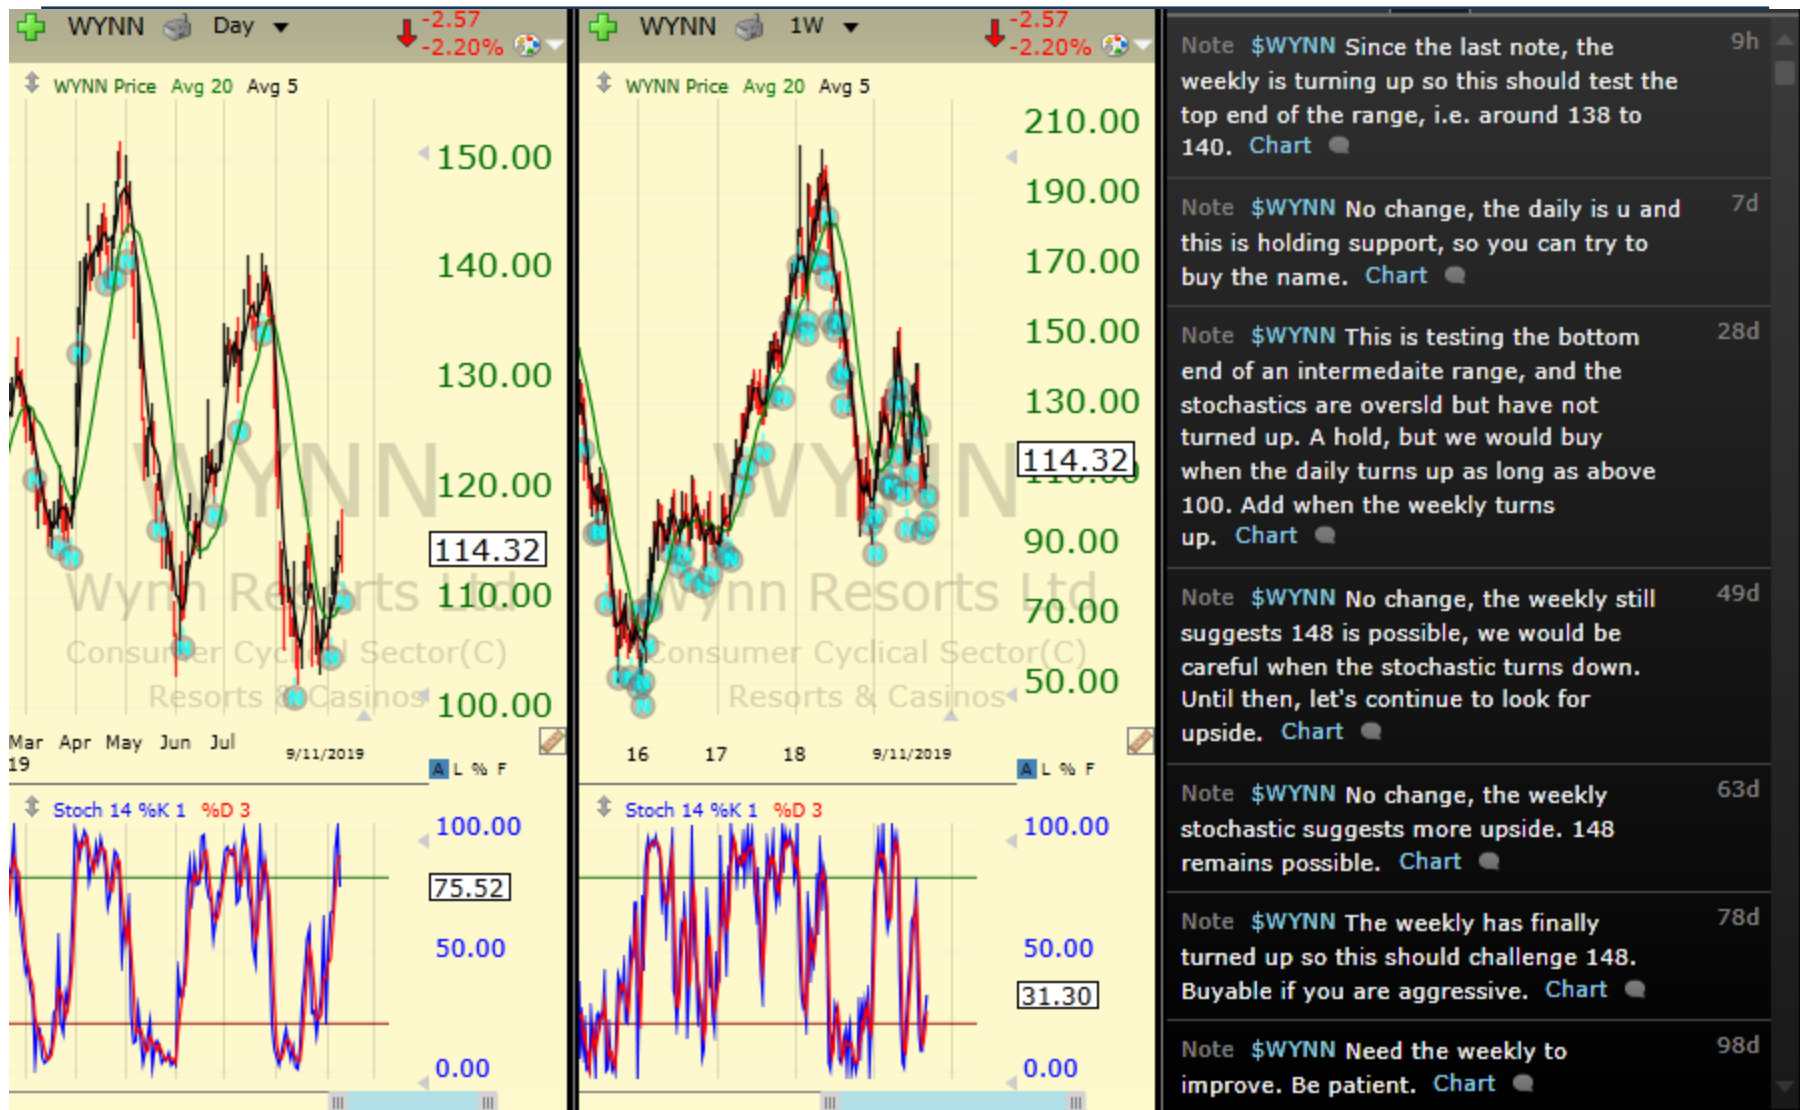 WYNN Day
-2.57
-2.20%
WYNN Price Avg 20 Avg 5
150.00
140.00
130.00
120.00
114.32
110.00
100.00
WYNN
Wynn Resorts Ltd
Consumer Cyclical Sector(C)
Resorts & Casinos
Mar Apr May Jun Jul
19
9/11/2019
A L % F
Stoch 14 %K 1 %D 3
100.00
75.52
50.00
0.00
WYNN 1W
-2.57
-2.20%
WYNN Price Avg 20 Avg 5
210.00
190.00
170.00
150.00
130.00
114.32
110.00
90.00
70.00
50.00
WYNN
Wynn Resorts Ltd
Consumer Cyclical Sector(C)
Resorts & Casinos
16 17 18 9/11/2019
A L % F
Stoch 14 %K 1 %D 3
100.00
50.00
31.30
0.00
Note $WYNN Since the last note, the 9h
weekly is turning up so this should test the
top end of the range, i.e. around 138 to
140. Chart
Note $WYNN No change, the daily is u and 7d
this is holding support, so you can try to
buy the name. Chart
Note $WYNN This is testing the bottom 28d
end of an intermedaite range, and the
stochastics are oversld but have not
turned up. A hold, but we would buy
when the daily turns up as long as above
100. Add when the weekly turns
up. Chart
Note $WYNN No change, the weekly still 49d
suggests 148 is possible, we would be
careful when the stochastic turns down.
Until then, let's continue to look for
upside. Chart
Note $WYNN No change, the weekly 63d
stochastic suggests more upside. 148
remains possible. Chart
Note $WYNN The weekly has finally 78d
turned up so this should challenge 148.
Buyable if you are aggressive. Chart
Note $WYNN Need the weekly to 98d
improve. Be patient. Chart